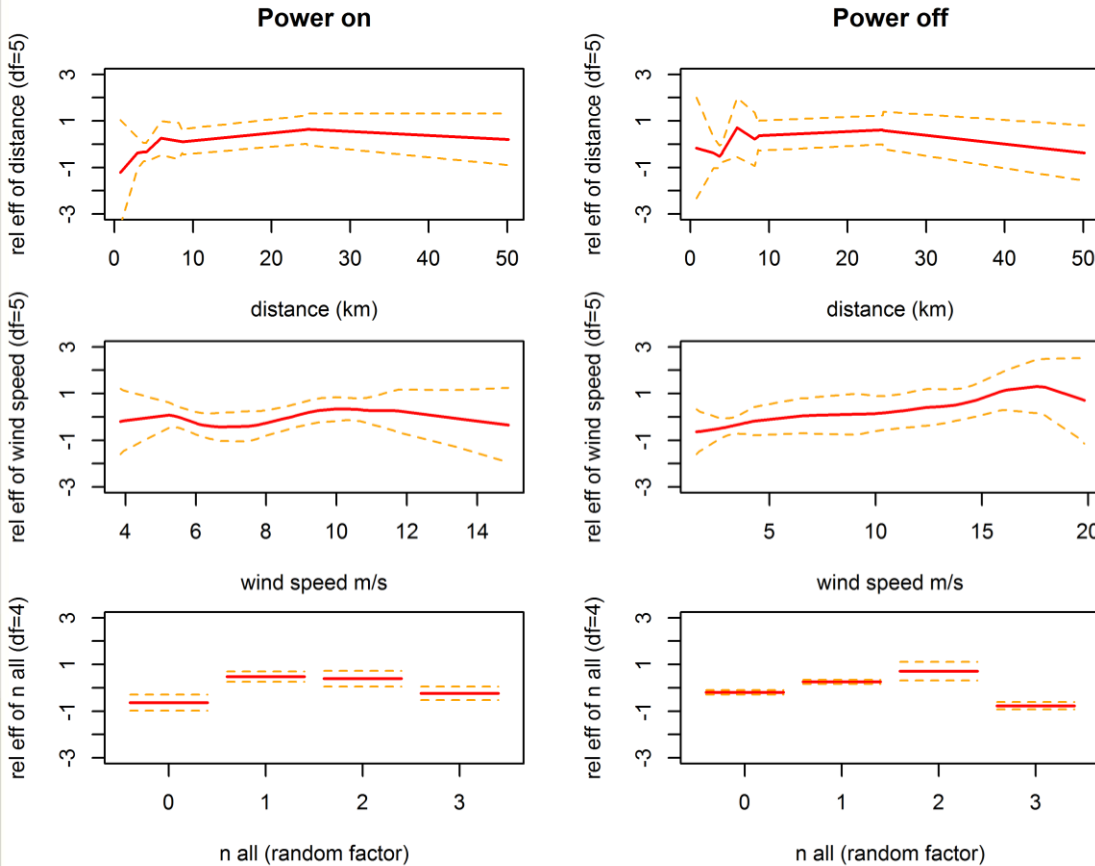 Power on
Power off
rel eff of distance (df=5)
3
1
-1
-3
0 10 20 30 40 50
distance (km)
rel eff of distance (df=5)
3
1
-1
-3
0 10 20 30 40 50
distance (km)
rel eff of wind speed (df=5)
3
1
-1
-3
4 6 8 10 12 14
wind speed m/s
rel eff of wind speed (df=5)
3
1
-1
-3
5 10 15 20
wind speed m/s
rel eff of n all (df=4)
3
1
-1
-3
0 1 2 3
n all (random factor)
rel eff of n all (df=4)
3
1
-1
-3
0 1 2 3
n all (random factor)